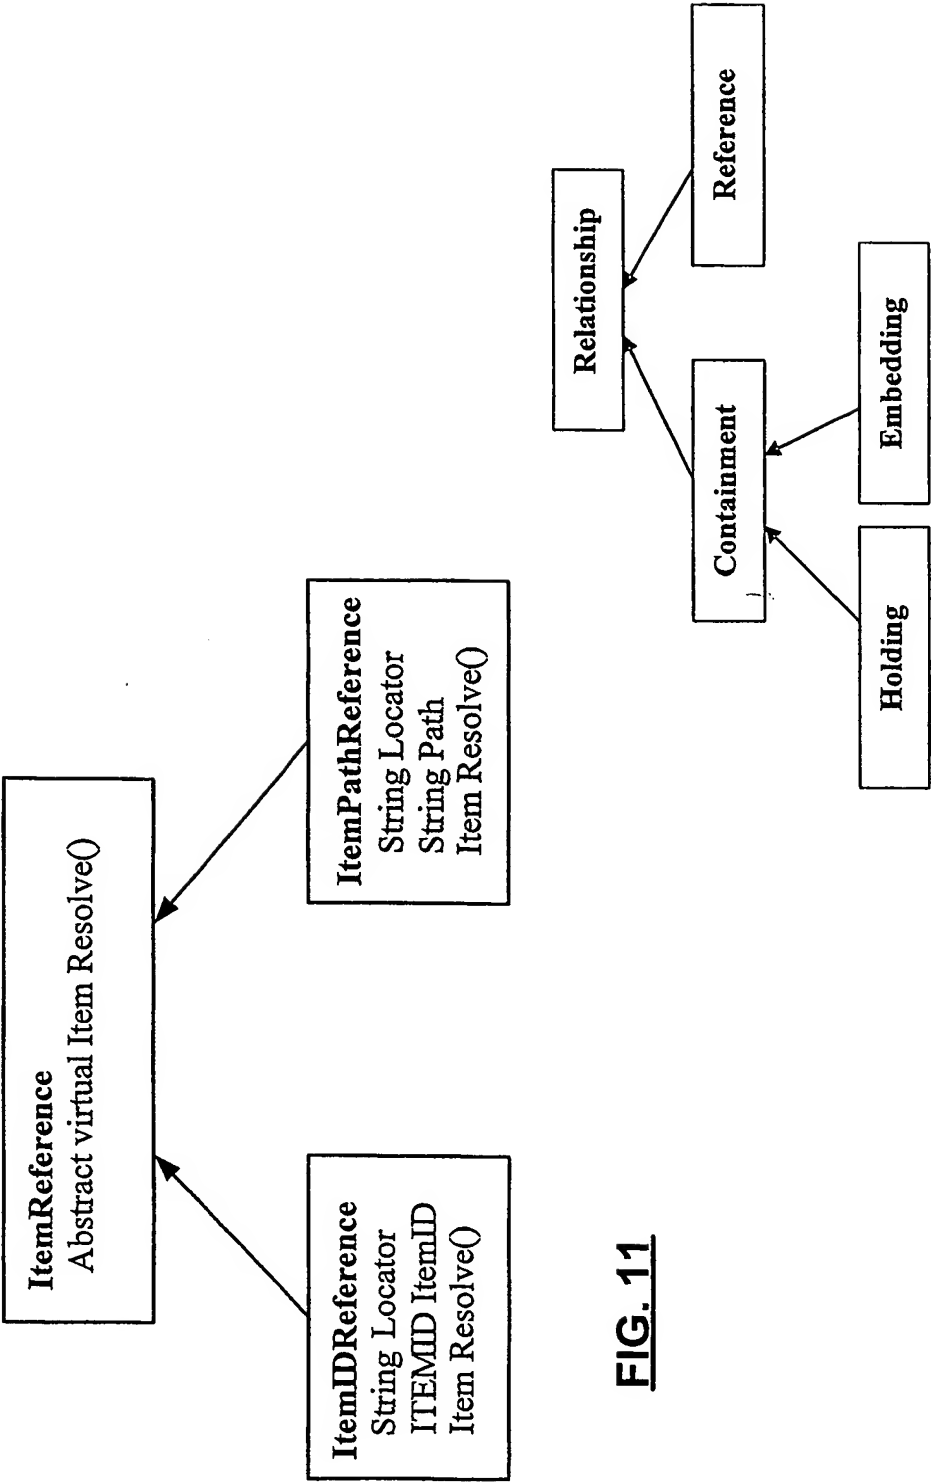 ItemReference
Abstract virtual Item Resolve()
ItemIDReference
String Locator
ITEMID ItemID
Item Resolve()
ItemPathReference
String Locator
String Path
Item Resolve()
Relationship
Containment
Reference
Holding
Embedding
FIG. 11